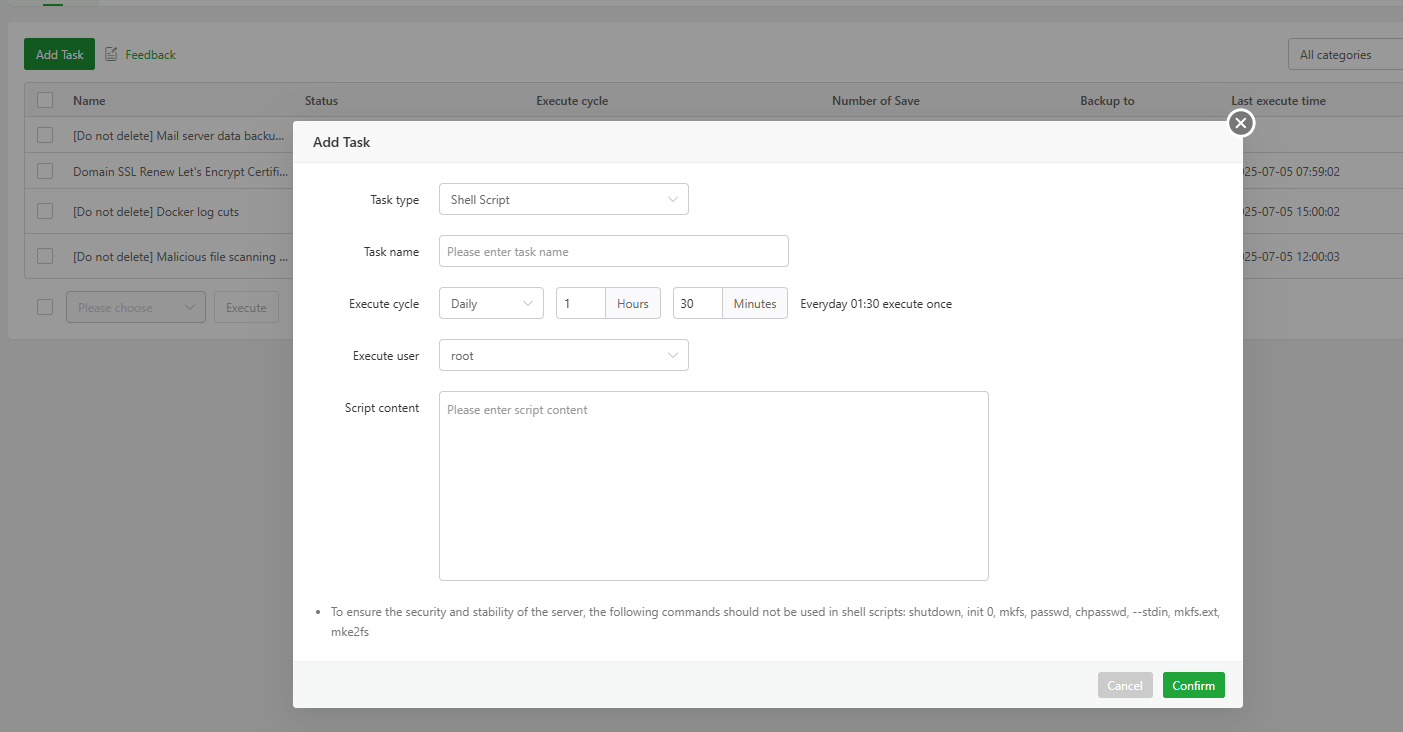 Add Task Feedback All categories
Name Status Execute cycle Number of Save Backup to Last execute time
[Do not delete] Mail server data backu...
Domain SSL Renew Let's Encrypt Certifi... 25-07-05 07:59:02
[Do not delete] Docker log cuts 25-07-05 15:00:02
[Do not delete] Malicious file scanning ... 25-07-05 12:00:03
Please choose Execute
Add Task
Task type Shell Script
Task name Please enter task name
Execute cycle Daily 1 Hours 30 Minutes Everyday 01:30 execute once
Execute user root
Script content Please enter script content
• To ensure the security and stability of the server, the following commands should not be used in shell scripts: shutdown, init 0, mkfs, passwd, chpasswd, --stdin, mkfs.ext,
mke2fs
Cancel Confirm